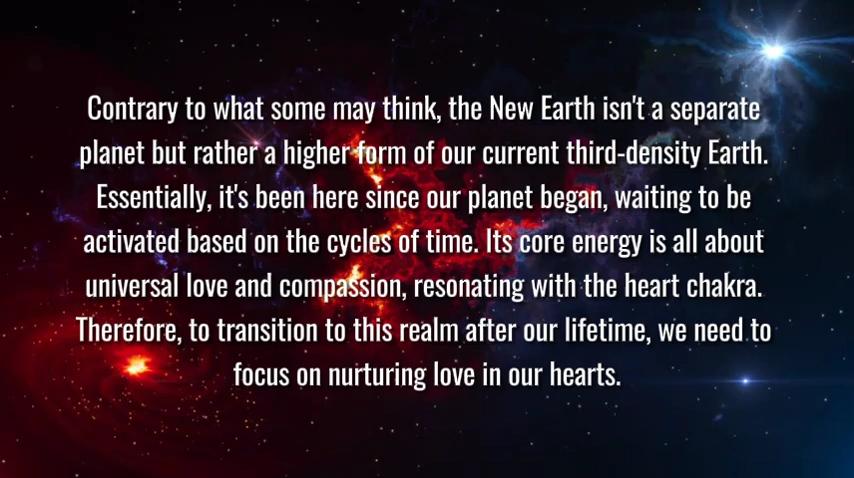 Contrary to what some may think, the New Earth isn't a separate
planet but rather a higher form of our current third-density Earth.
Essentially, it's been here since our planet began, waiting to be
activated based on the cycles of time. Its core energy is all about
universal love and compassion, resonating with the heart chakra.
Therefore, to transition to this realm after our lifetime, we need to
focus on nurturing love in our hearts.